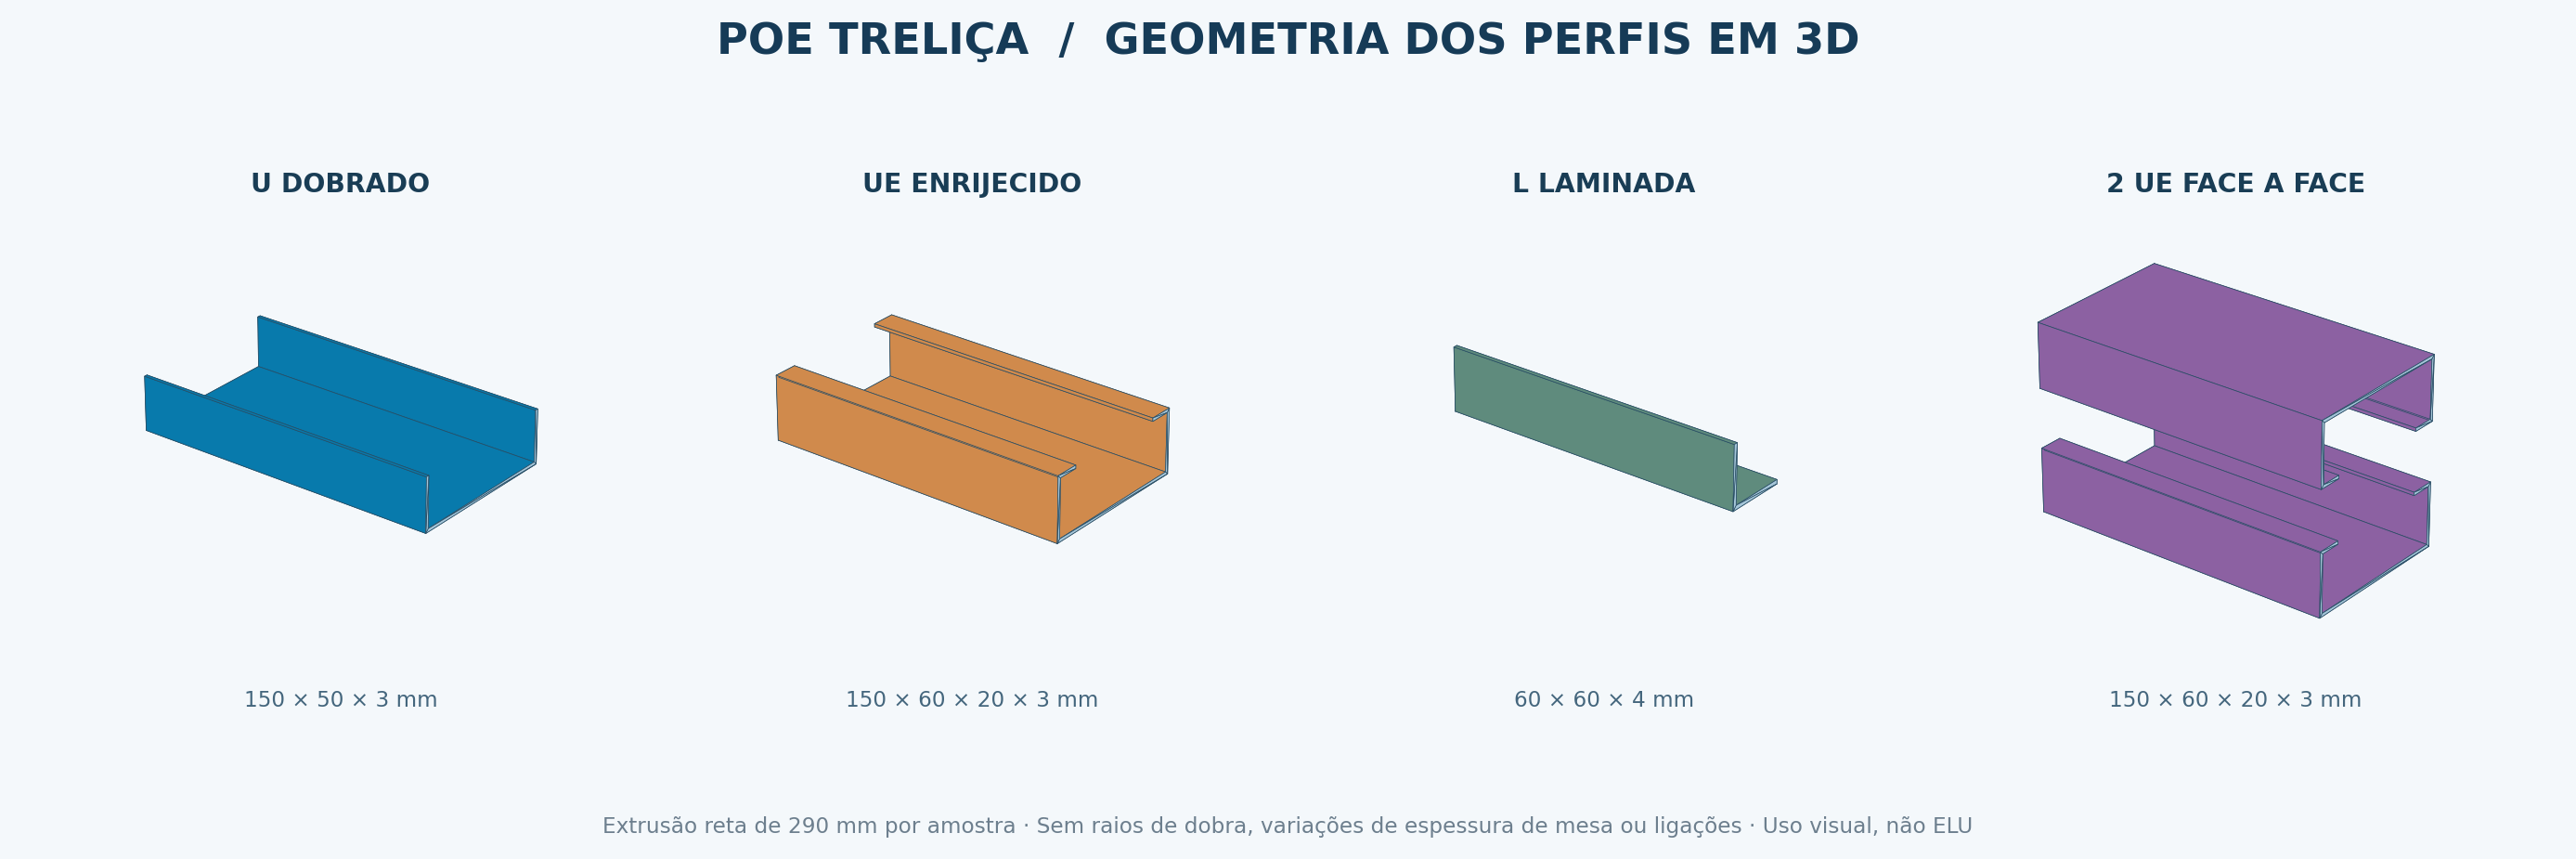 POE TRELIÇA / GEOMETRIA DOS PERFIS EM 3D
U DOBRADO
UE ENRIJECIDO
L LAMINADA
2 UE FACE A FACE
150 × 50 × 3 mm
150 × 60 × 20 × 3 mm
60 × 60 × 4 mm
150 × 60 × 20 × 3 mm
Extrusão reta de 290 mm por amostra · Sem raios de dobra, variações de espessura de mesa ou ligações · Uso visual, não ELU